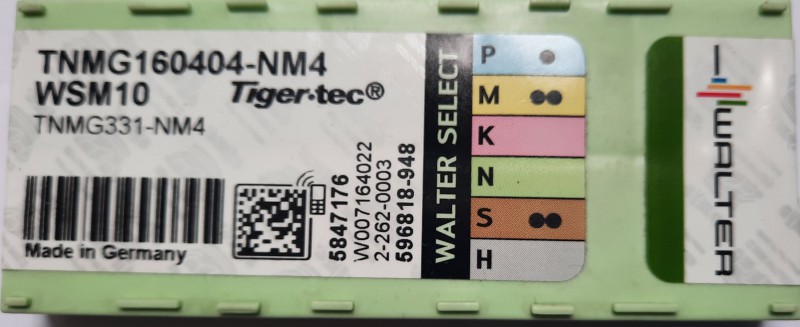 TNMG160404-NM4
WSM10 Tiger·tec®
TNMG331-NM4
Made in Germany
5847176
W007164022
2-262-0003
596818-948
WALTER SELECT
P
M
K
N
S
H
WALTER